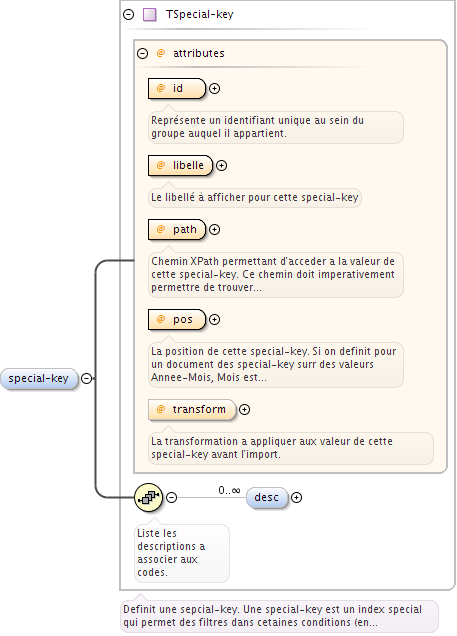 TSpecial-key
@ attributes
@ id
Représente un identifiant unique au sein du
groupe auquel il appartient.
@ libelle
Le libellé à afficher pour cette special-key
@ path
Chemin XPath permettant d'acceder a la valeur de
cette special-key. Ce chemin doit imperativement
permettre de trouver...
@ pos
La position de cette special-key. Si on definit pour
un document des special-key surr des valeurs
Annee-Mois, Mois est...
special-key
@ transform
La transformation a appliquer aux valeur de cette
special-key avant l'import.
0..∞
desc
Liste les
descriptions a
associer aux
codes.
Definit une sepcial-key. Une special-key est un index special
qui permet des filtres dans cetaines conditions (en...